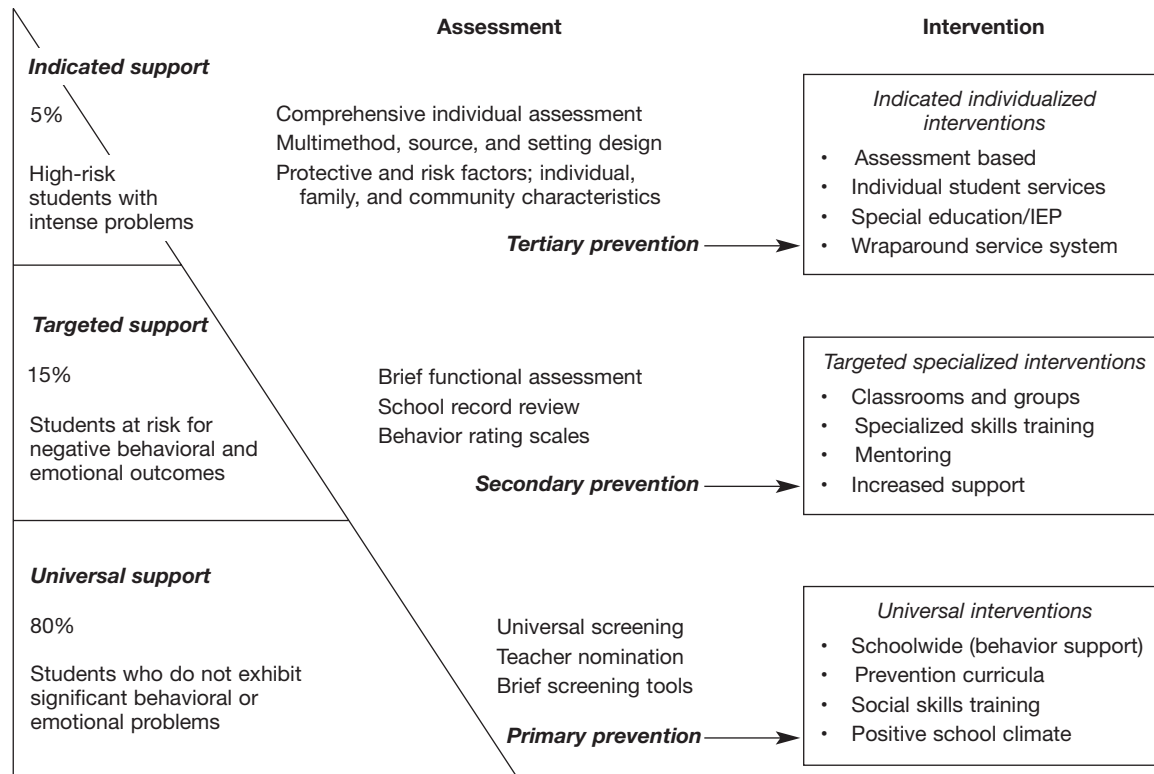 Assessment
Intervention
Indicated support
5%
High-risk
students with
intense problems
Comprehensive individual assessment
Multimethod, source, and setting design
Protective and risk factors; individual,
family, and community characteristics
Tertiary prevention
Indicated individualized
interventions
• Assessment based
• Individual student services
• Special education/IEP
• Wraparound service system
Targeted support
15%
Students at risk for
negative behavioral and
emotional outcomes
Brief functional assessment
School record review
Behavior rating scales
Secondary prevention
Targeted specialized interventions
• Classrooms and groups
• Specialized skills training
• Mentoring
• Increased support
Universal support
80%
Students who do not exhibit
significant behavioral or
emotional problems
Universal screening
Teacher nomination
Brief screening tools
Primary prevention
Universal interventions
• Schoolwide (behavior support)
• Prevention curricula
• Social skills training
• Positive school climate